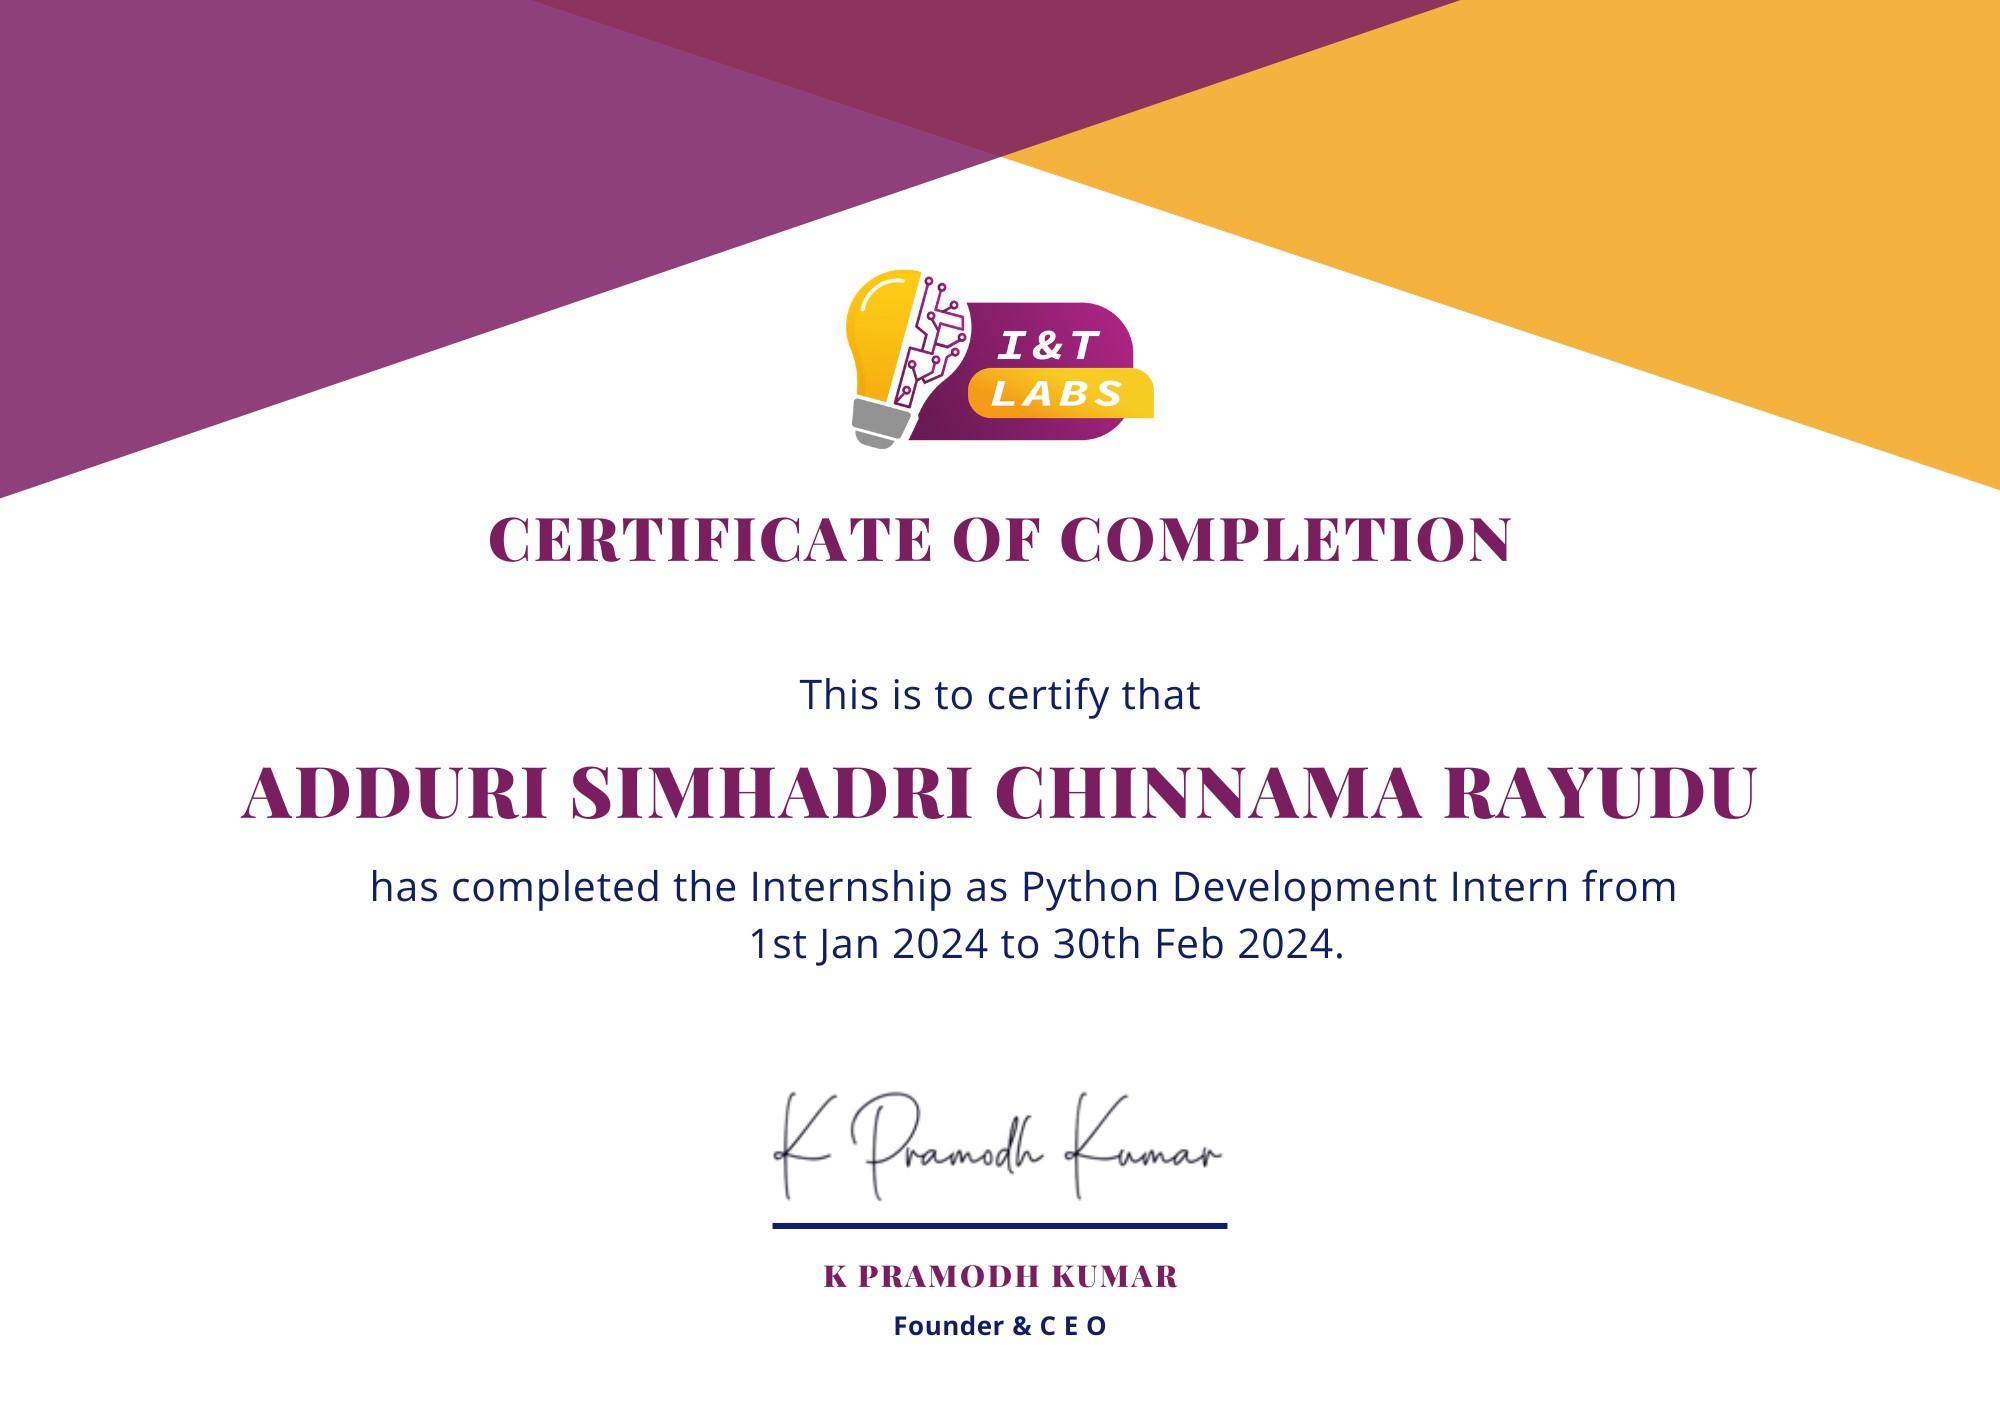 I&T
LABS
CERTIFICATE OF COMPLETION
This is to certify that
ADDURI SIMHADRI CHINNAMA RAYUDU
has completed the Internship as Python Development Intern from
1st Jan 2024 to 30th Feb 2024.
K Pramodh Kumar
K PRAMODH KUMAR
Founder & C E O